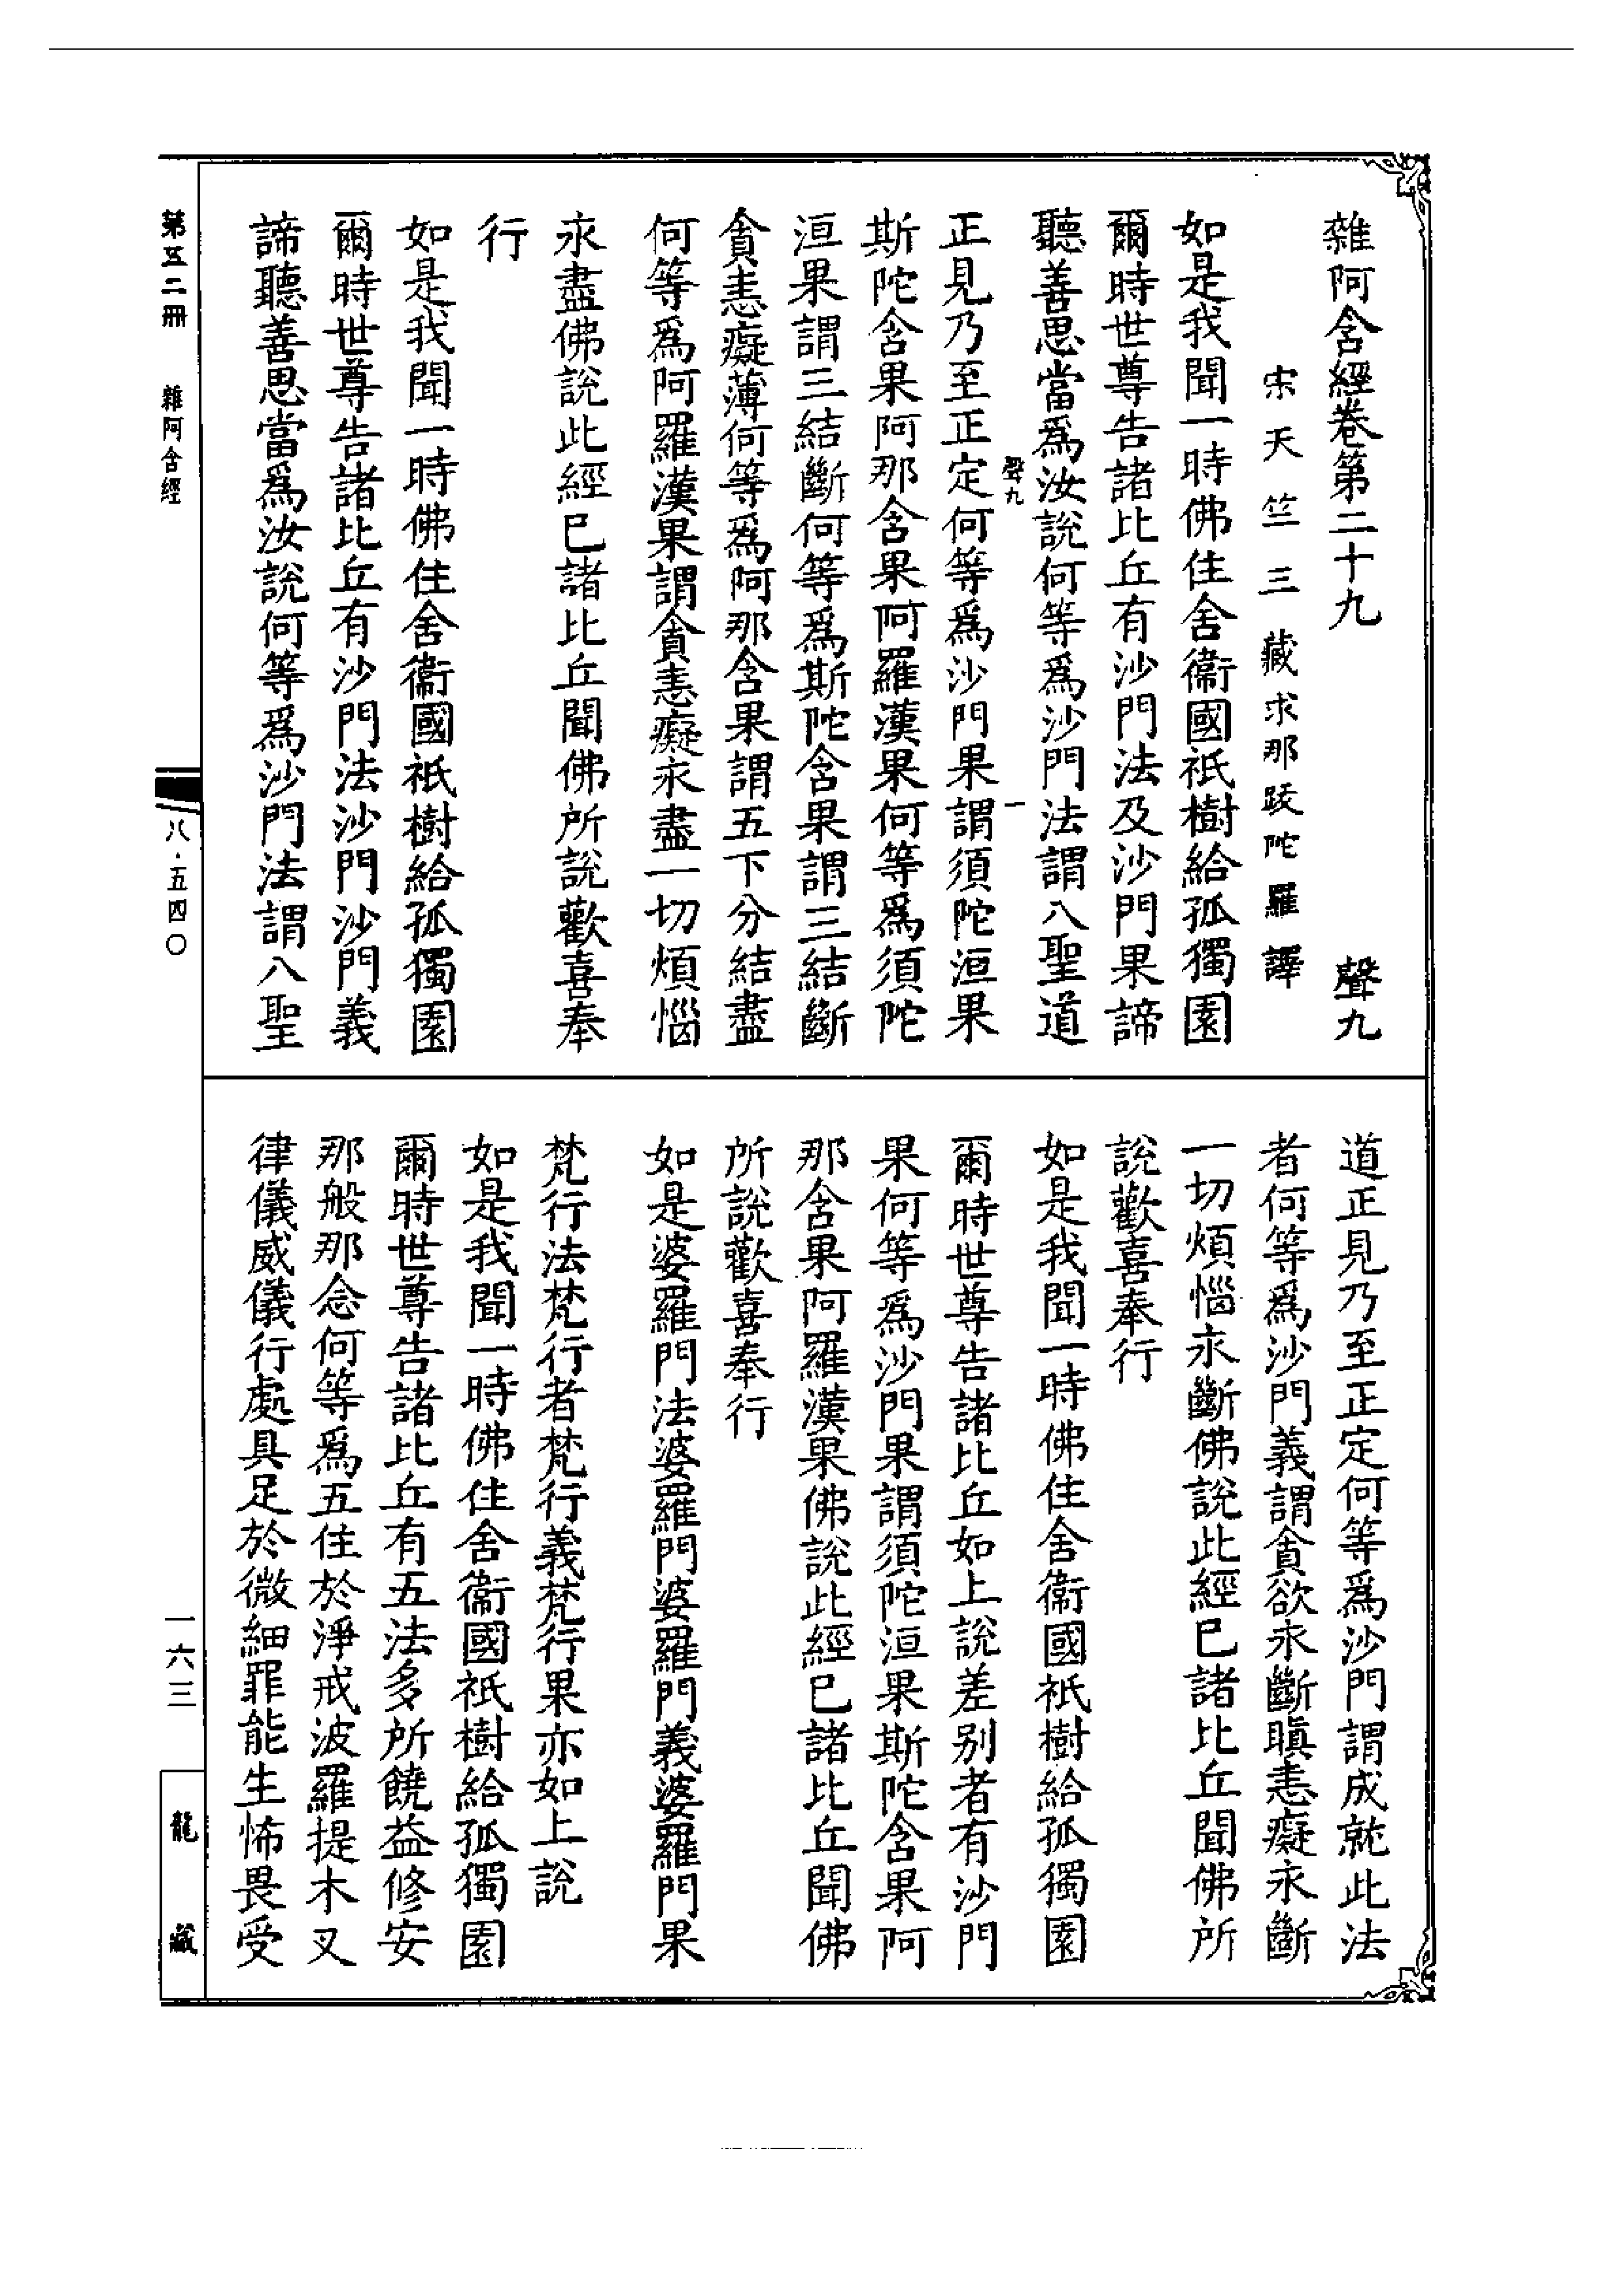 雜阿含經卷第二十九　聲九
宋天竺三藏求那跋陀羅譯
如是我聞一時佛住舍衞國祇樹給孤獨園
爾時世尊告諸比丘有沙門法及沙門果諦
聽善思當爲汝說何等爲沙門法謂八聖道
聲九　一
正見乃至正定何等爲沙門果謂須陀洹果
斯陀含果阿那含果阿羅漢果何等爲須陀
洹果謂三結斷何等爲斯陀含果謂三結斷
貪恚癡薄何等爲阿那含果謂五下分結盡
何等爲阿羅漢果謂貪恚癡永盡一切煩惱
永盡佛說此經已諸比丘聞佛所說歡喜奉
行
如是我聞一時佛住舍衞國祇樹給孤獨園
爾時世尊告諸比丘有沙門法沙門沙門義
諦聽善思當爲汝說何等爲沙門法謂八聖
道正見乃至正定何等爲沙門謂成就此法
者何等爲沙門義謂貪欲永斷瞋恚癡永斷
一切煩惱永斷佛說此經已諸比丘聞佛所
說歡喜奉行
如是我聞一時佛住舍衞國祇樹給孤獨園
爾時世尊告諸比丘如上說差别者有沙門
果何等爲沙門果謂須陀洹果斯陀含果阿
那含果阿羅漢果佛說此經已諸比丘聞佛
所說歡喜奉行
如是婆羅門法婆羅門婆羅門義婆羅門果
梵行法梵行者梵行義梵行果亦如上說
如是我聞一時佛住舍衞國祇樹給孤獨園
爾時世尊告諸比丘有五法多所饒益修安
那般那念何等爲五住於淨戒波羅提木叉
律儀威儀行處具足於微細罪能生怖畏受
第五二冊　雜阿含經
八·五四〇
一六三
龍藏